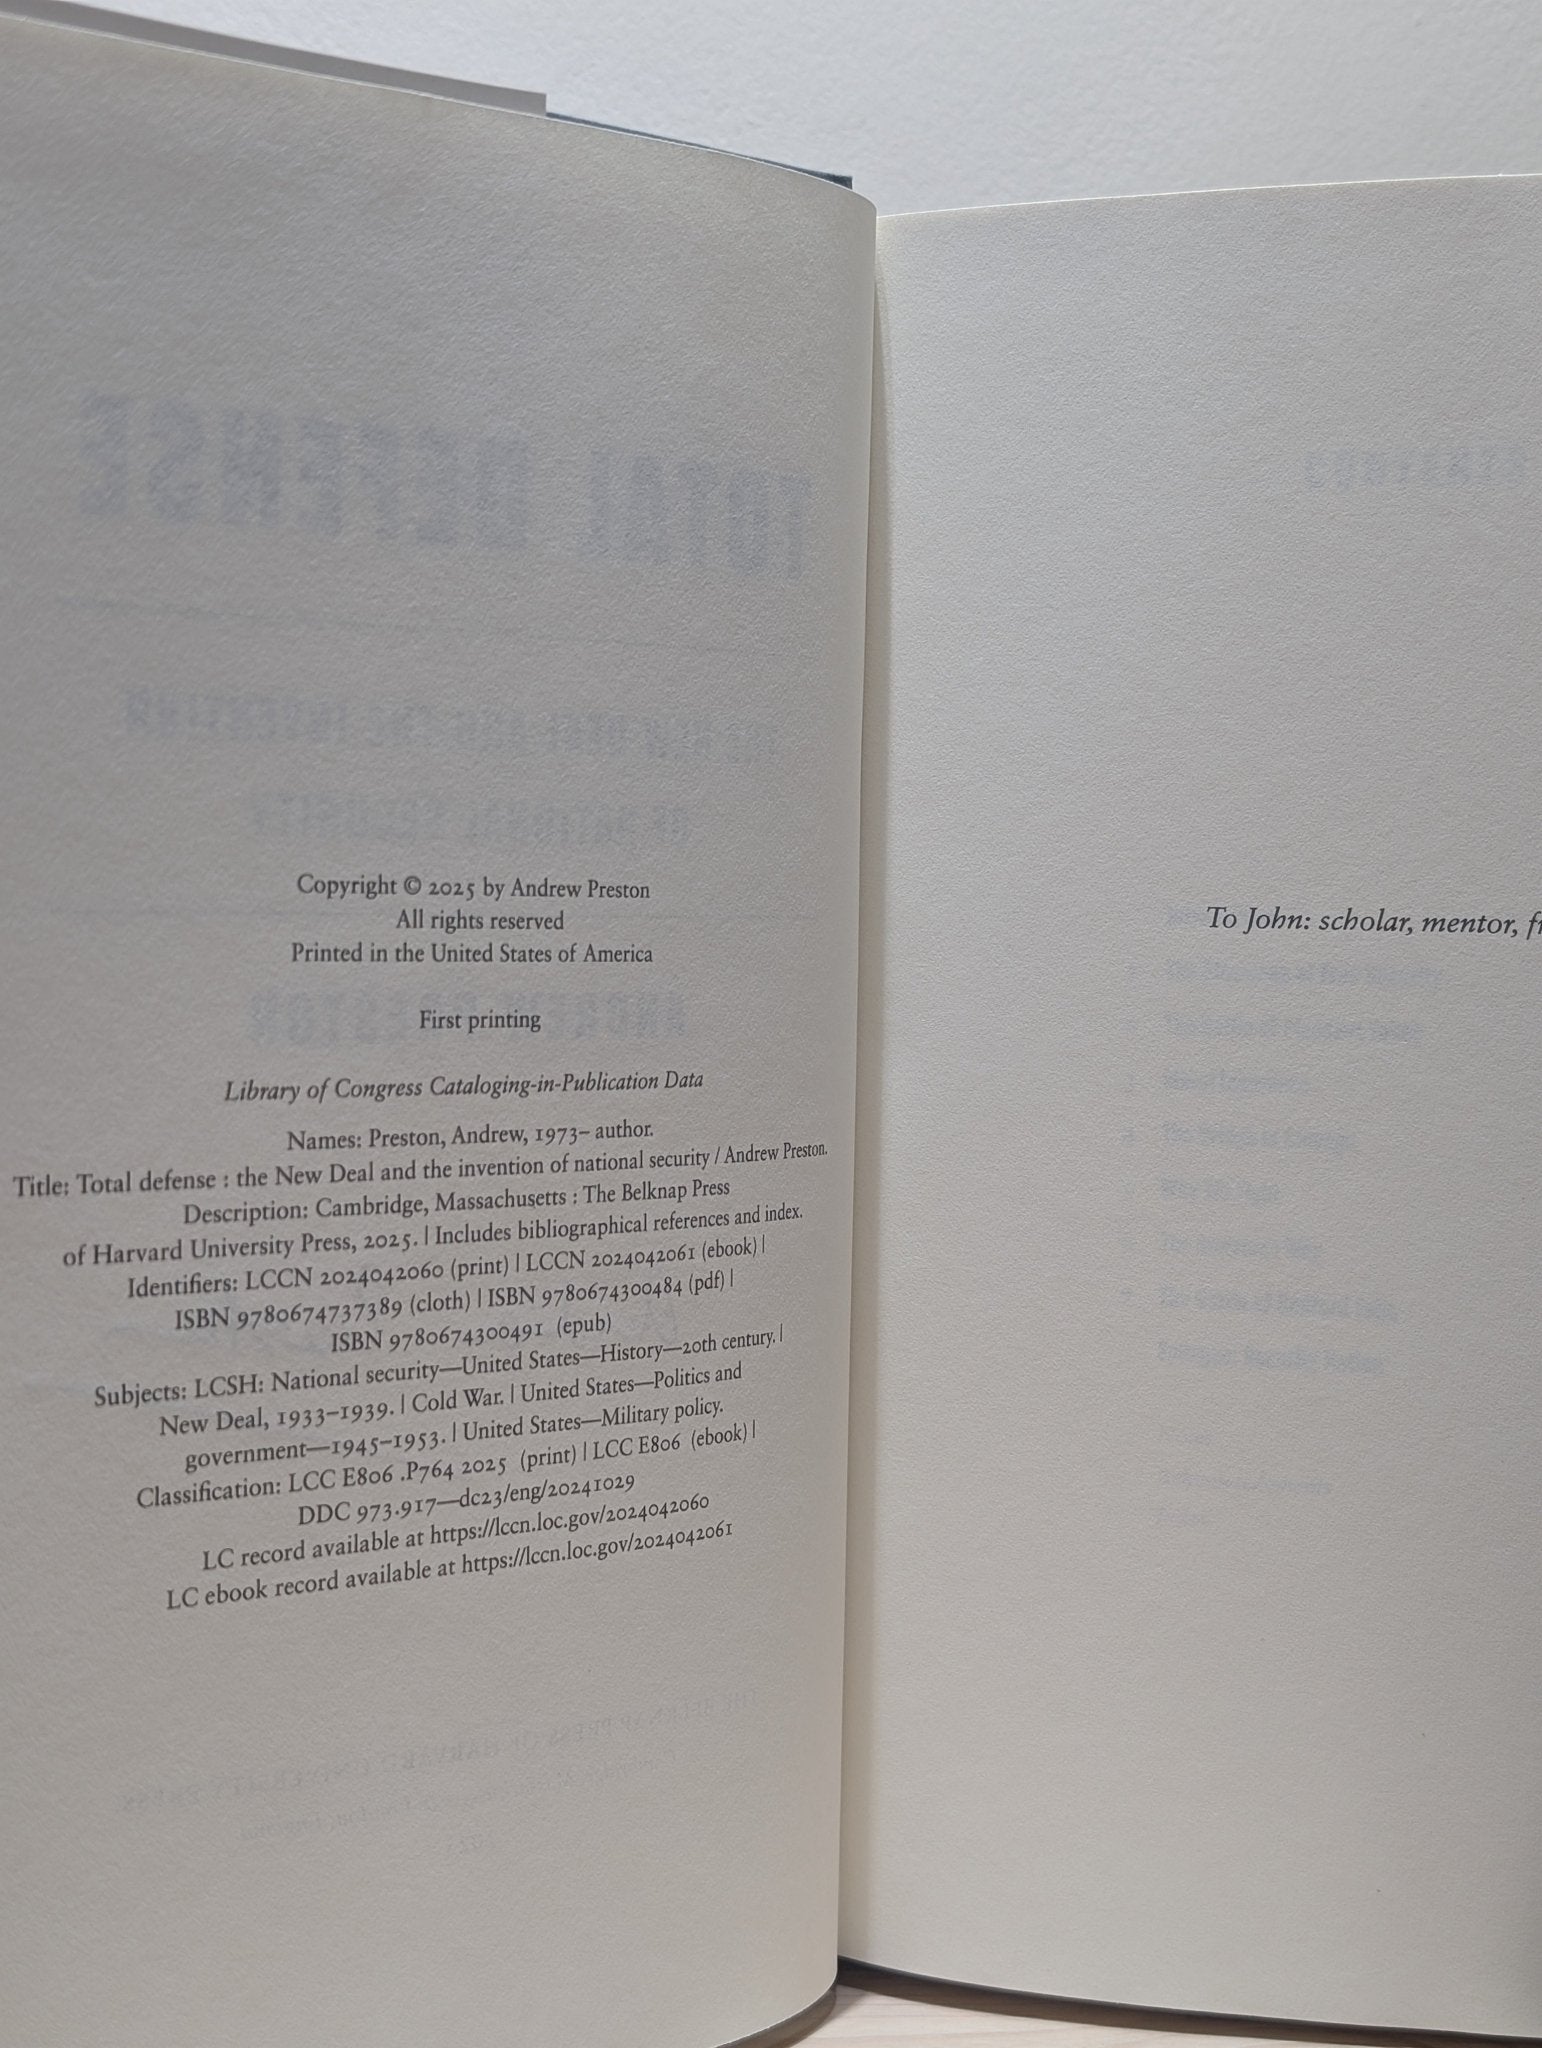 Copyright © 2025 by Andrew Preston
All rights reserved
Printed in the United States of America
First printing
Library of Congress Cataloging-in-Publication Data
Names: Preston, Andrew, 1973– author.
Title: Total defense : the New Deal and the invention of national security / Andrew Preston.
Description: Cambridge, Massachusetts : The Belknap Press
of Harvard University Press, 2025. | Includes bibliographical references and index.
Identifiers: LCCN 2024042060 (print) | LCCN 2024042061 (ebook) |
ISBN 9780674737389 (cloth) | ISBN 9780674300484 (pdf) |
ISBN 9780674300491 (epub)
Subjects: LCSH: National security—United States—History—20th century. |
New Deal, 1933–1939. | Cold War. | United States—Politics and
government—1945–1953. | United States—Military policy.
Classification: LCC E806 .P764 2025 (print) | LCC E806 (ebook) |
DDC 973.917—dc23/eng/20241029
LC record available at https://lccn.loc.gov/2024042060
LC ebook record available at https://lccn.loc.gov/2024042061
To John: scholar, mentor,